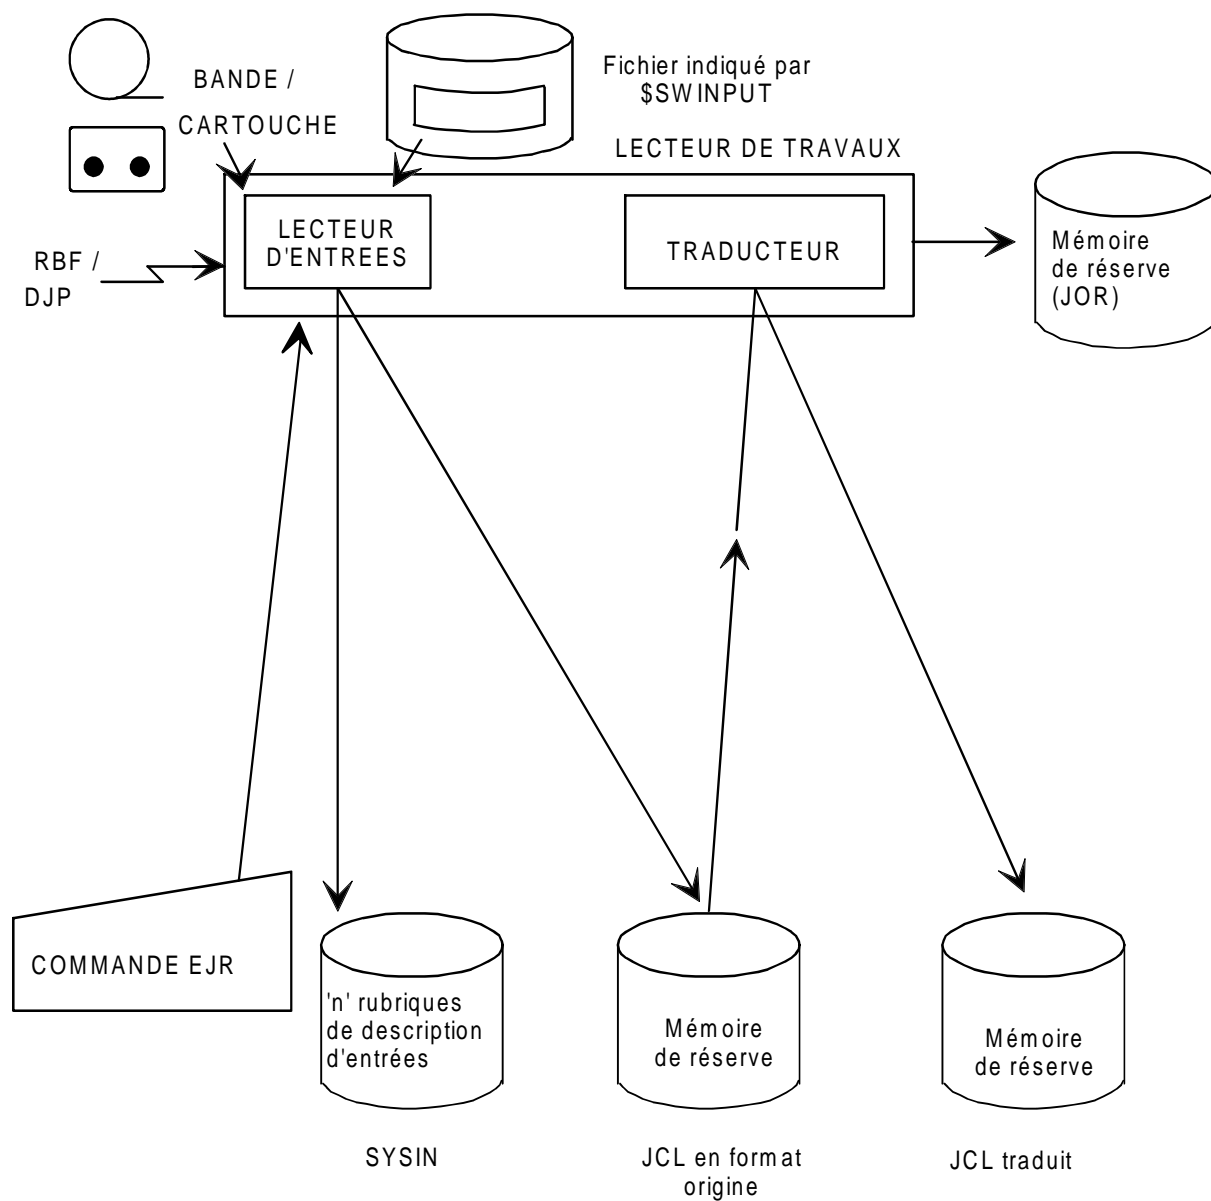 BANDE /
CARTOUCHE
Fichier indiqué par
$SWINPUT
LECTEUR DE TRAVAUX
LECTEUR
D'ENTREES
TRADUCTEUR
RBF /
DJP
Mémoire
de réserve
(JOR)
COMMANDE EJR
'n' rubriques
de description
d'entrées
Mémoire
de réserve
Mémoire
de réserve
SYSIN
JCL en format
origine
JCL traduit